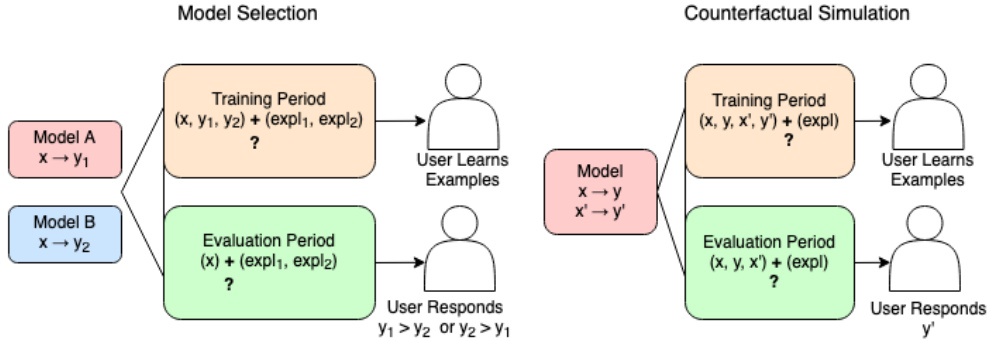 Model Selection
Model A
x → y₁
Model B
x → y₂
Training Period
(x, y₁, y₂) + (expl₁, expl₂)
?
User Learns
Examples
Evaluation Period
(x) + (expl₁, expl₂)
?
User Responds
y₁ > y₂ or y₂ > y₁
Counterfactual Simulation
Model
x → y
x' → y'
Training Period
(x, y, x', y') + (expl)
?
User Learns
Examples
Evaluation Period
(x, y, x') + (expl)
?
User Responds
y'